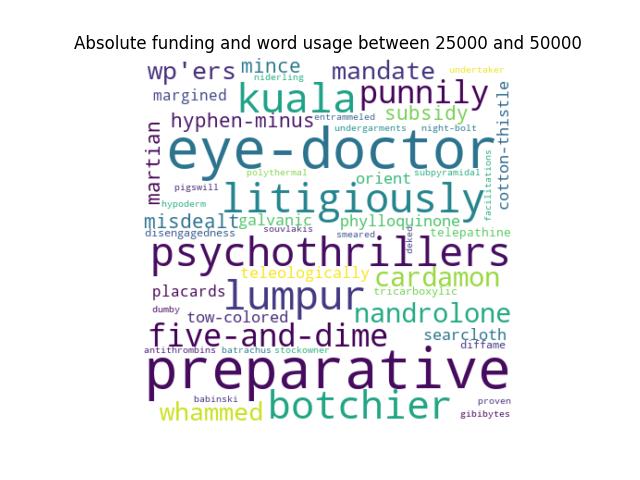 Absolute funding and word usage between 25000 and 50000
wp'ers mince mandate undertaker
niderling
margined kuala punnily
hyphen-minus entrammeled subsidy
undergarments night-bolt
martian eye-doctor cotton-thistle
polythermal orient subpyramidal
pigswill facilitations
hypoderm litigiously
misdealt galvanic phylloquinone
disengagedness souvlakis smeared deked telepathine
psychothrillers
teleologically cardamon
placards lumpur tricarboxylic
dumby tow-colored nandrolone
five-and-dime searcloth
diffame
antithrombins batrachus stockowner
preparative
babinski proven
whammed botchier gibibytes